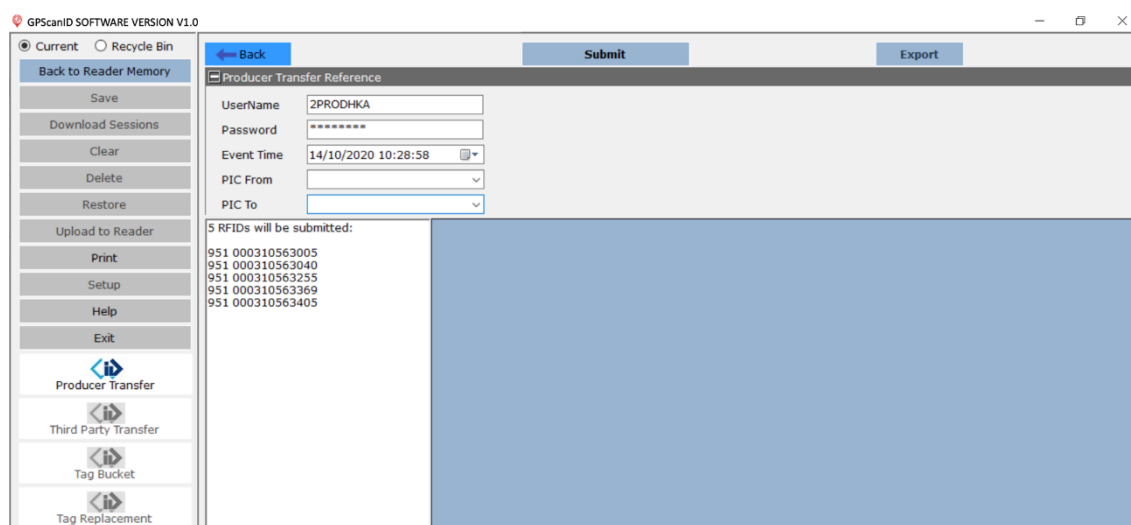 GPScanID SOFTWARE VERSION V1.0
Current Recycle Bin
Back to Reader Memory
Save
Download Sessions
Clear
Delete
Restore
Upload to Reader
Print
Setup
Help
Exit
Producer Transfer
Third Party Transfer
Tag Bucket
Tag Replacement
Back Submit Export
Producer Transfer Reference
UserName 2PRODHKA
Password ********
Event Time 14/10/2020 10:28:58
PIC From
PIC To
5 RFIDs will be submitted:
951 000310563005
951 000310563040
951 000310563255
951 000310563369
951 000310563405